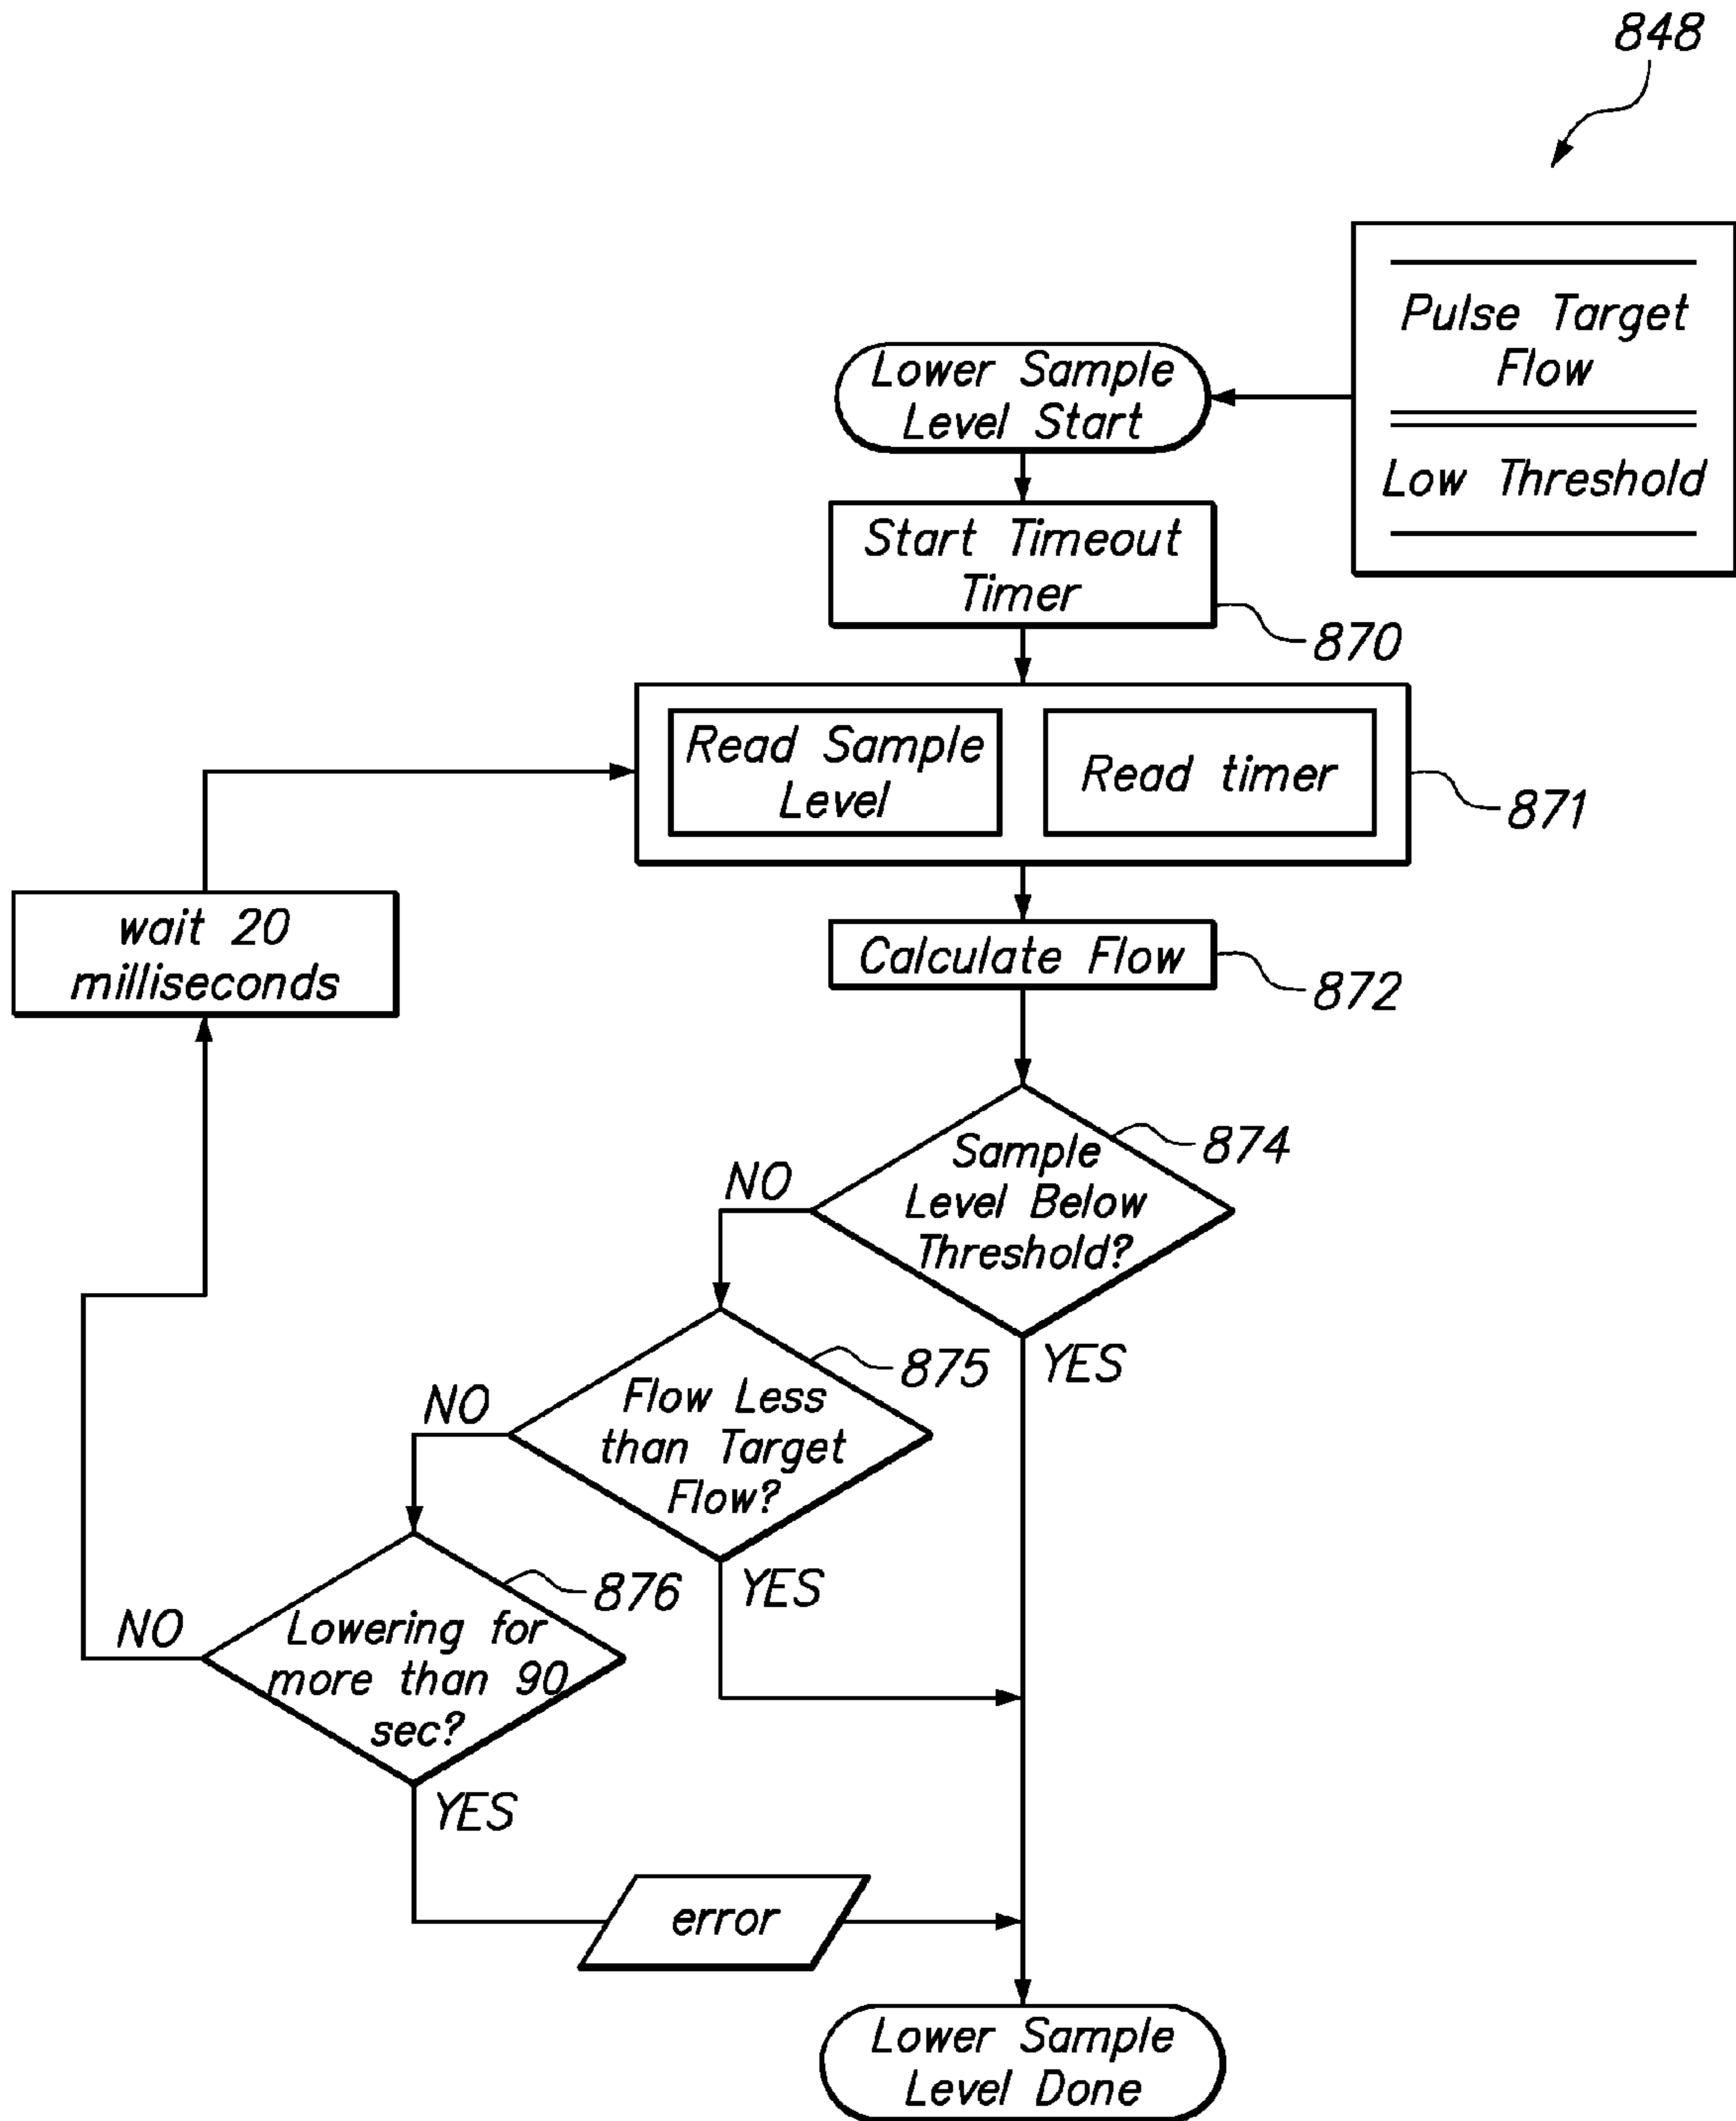 848
Pulse Target
Flow
Low Threshold
Lower Sample
Level Start
Start Timeout
Timer
870
Read Sample
Level
Read timer
871
wait 20
milliseconds
Calculate Flow
872
Sample
Level Below
Threshold?
874
NO
YES
Flow Less
than Target
Flow?
875
NO
YES
Lowering for
more than 90
sec?
876
NO
YES
error
Lower Sample
Level Done